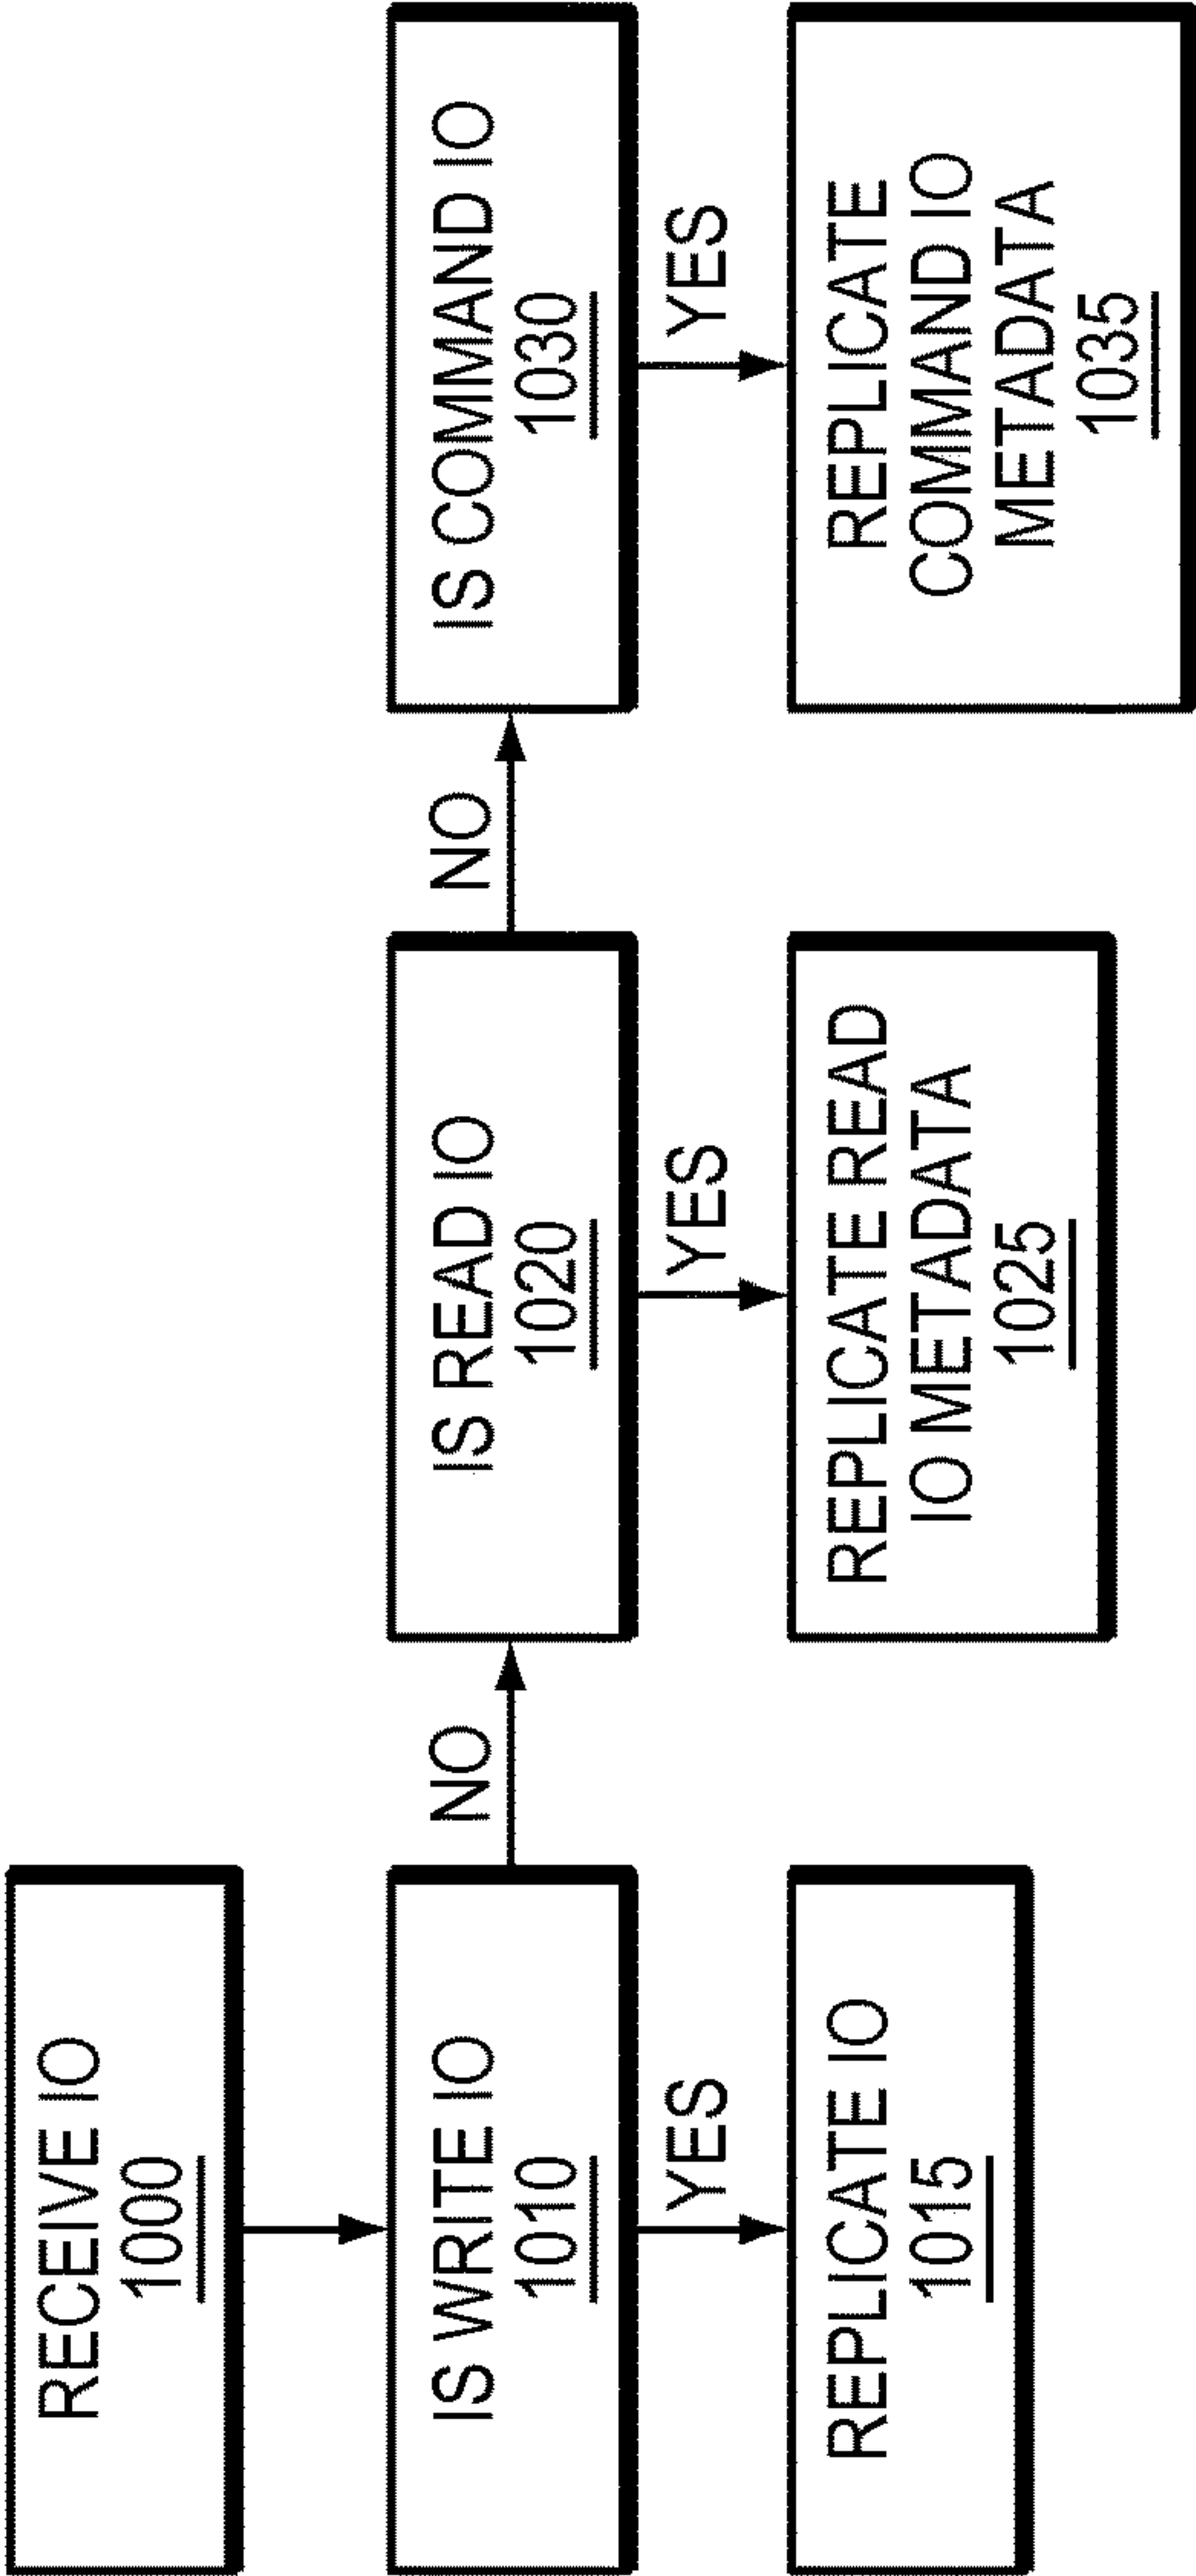 RECEIVE IO
1000
IS WRITE IO
1010
NO
IS READ IO
1020
NO
IS COMMAND IO
1030
YES
YES
YES
REPLICATE IO
1015
REPLICATE READ
IO METADATA
1025
REPLICATE
COMMAND IO
METADATA
1035